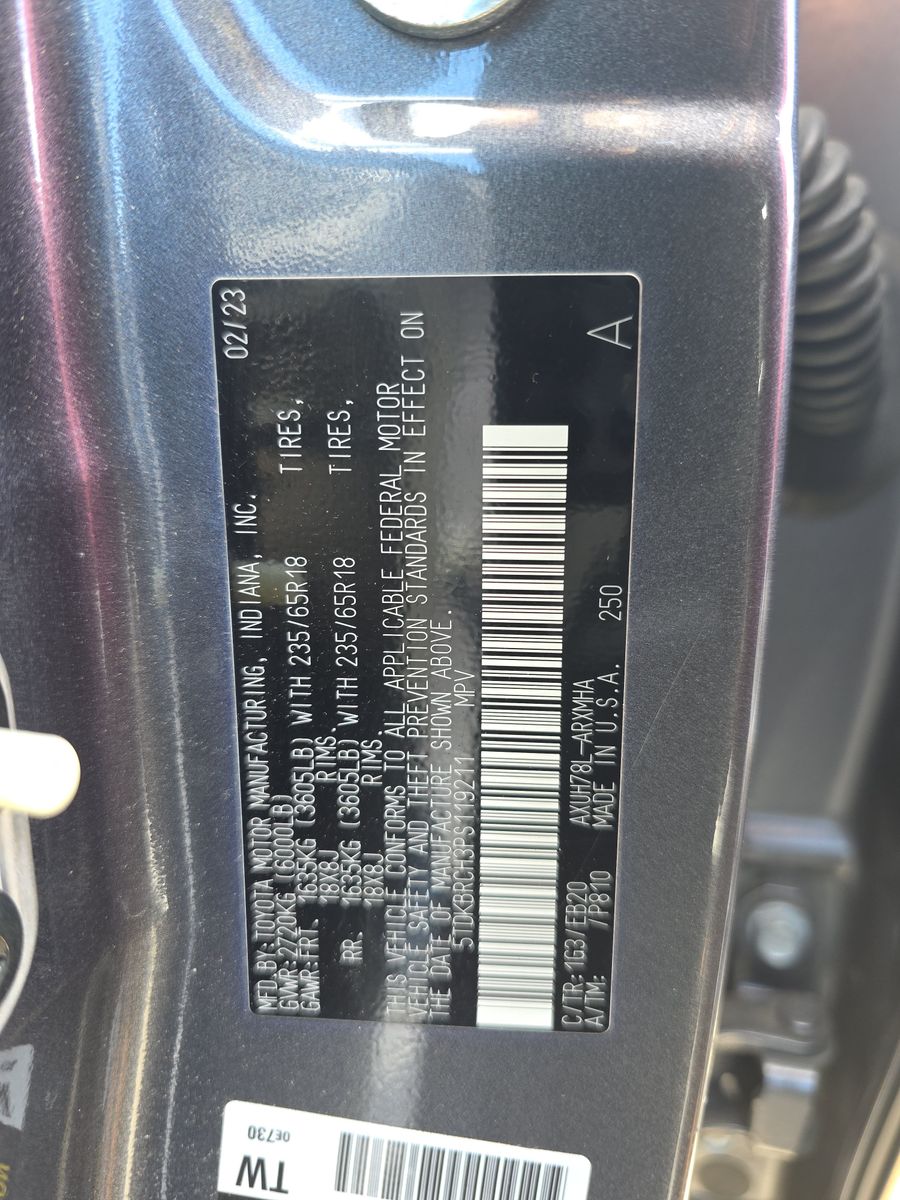 MFD.BY:TOYOTA MOTOR MANUFACTURING, INDIANA, INC. 02/23
GVWR:2720KG (6000LB)
GAWR:FRT. 1635KG (3605LB) WITH 235/65R18 TIRES,
18X8J RIMS.
RR. 1635KG (3605LB) WITH 235/65R18 TIRES,
18X8J RIMS.
THIS VEHICLE CONFORMS TO ALL APPLICABLE FEDERAL MOTOR
VEHICLE SAFETY AND THEFT PREVENTION STANDARDS IN EFFECT ON
THE DATE OF MANUFACTURE SHOWN ABOVE.
5TDKBRCH3PS119211 MPV
C/TR:1G3/FB20 AXUH78L-ARXMHA
A/TM: /P810 MADE IN U.S.A. 250 A
TW 0E730